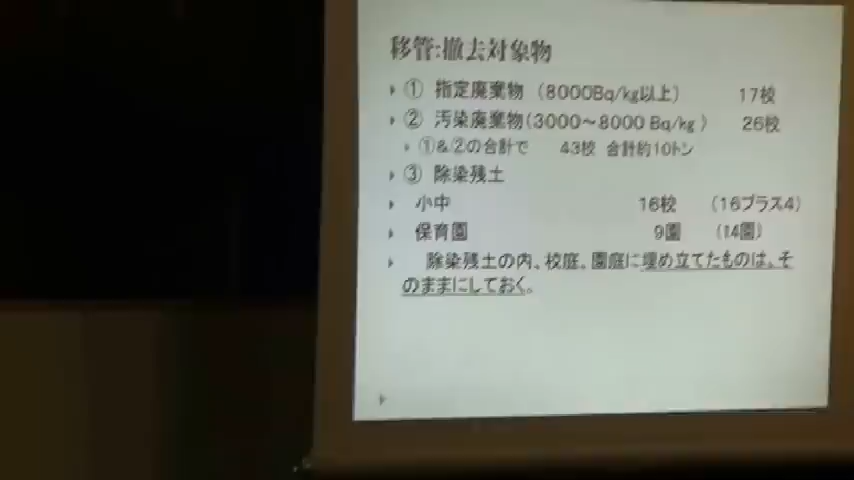 移管:撤去対象物
① 指定廃棄物 (8000Bq/kg以上) 17校
② 汚染廃棄物(3000～8000 Bq/kg ) 26校
①&②の合計で 43校 合計約10トン
③ 除染残土
小中 16校 (16プラス4)
保育園 9園 (14園)
除染残土の内、校庭、園庭に埋め立てたものは、そ
のままにしておく。